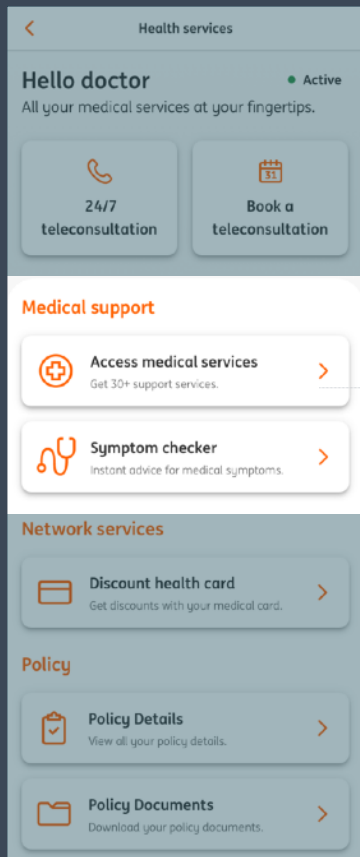 Health services
Hello doctor
Active
All your medical services at your fingertips.
31
24/7
teleconsultation
Book a
teleconsultation
Medical support
Access medical services
Get 30+ support services.
Symptom checker
Instant advice for medical symptoms.
Network services
Discount health card
Get discounts with your medical card.
Policy
Policy Details
View all your policy details.
Policy Documents
Download your policy documents.